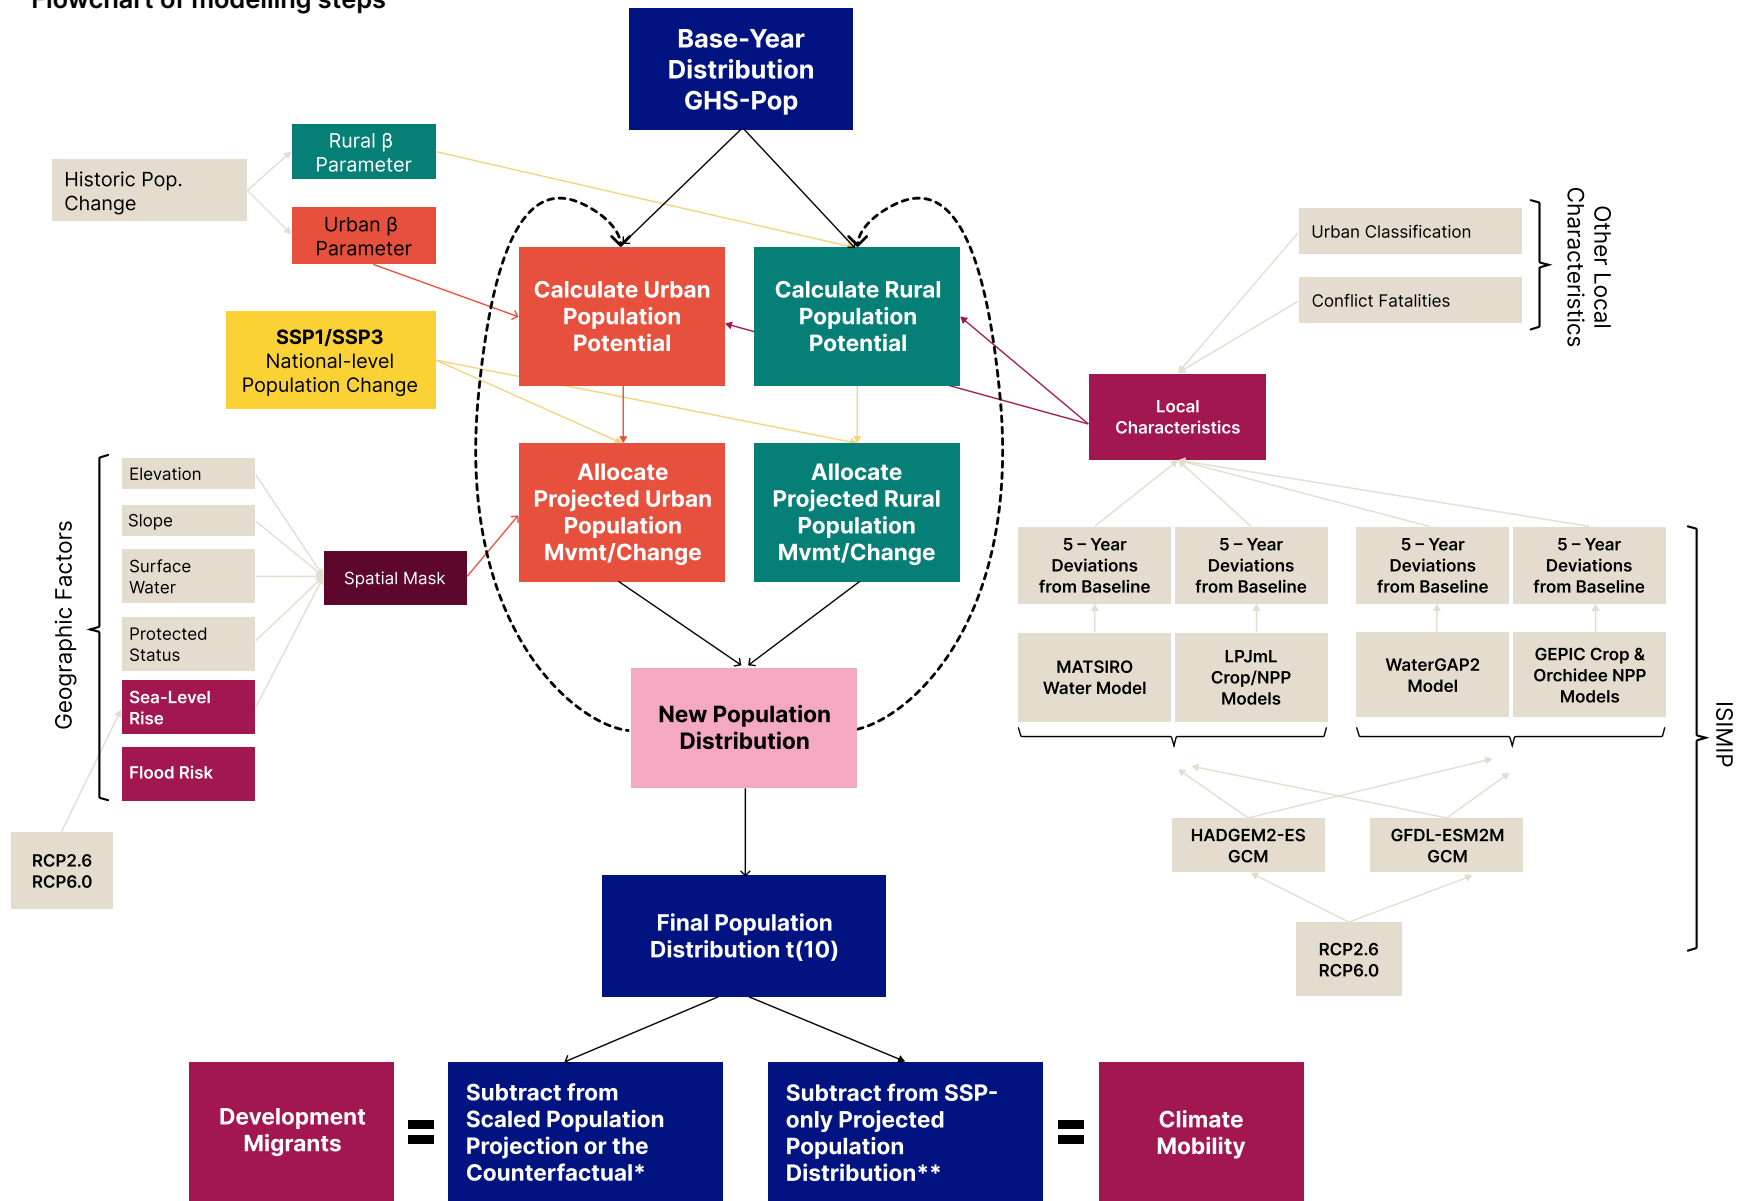 Flowchart of modelling steps
Base-Year
Distribution
GHS-Pop
Historic Pop.
Change
Rural β
Parameter
Urban β
Parameter
SSP1/SSP3
National-level
Population Change
Calculate Urban
Population
Potential
Calculate Rural
Population
Potential
Urban Classification
Conflict Fatalities
Other Local
Characteristics
Local
Characteristics
Geographic Factors
Elevation
Slope
Surface
Water
Protected
Status
Sea-Level
Rise
Flood Risk
RCP2.6
RCP6.0
Spatial Mask
Allocate
Projected Urban
Population
Mvmt/Change
Allocate
Projected Rural
Population
Mvmt/Change
5 – Year
Deviations
from Baseline
5 – Year
Deviations
from Baseline
5 – Year
Deviations
from Baseline
5 – Year
Deviations
from Baseline
MATSIRO
Water Model
LPJmL
Crop/NPP
Models
WaterGAP2
Model
GEPIC Crop &
Orchidee NPP
Models
ISIMIP
HADGEM2-ES
GCM
GFDL-ESM2M
GCM
RCP2.6
RCP6.0
New Population
Distribution
Final Population
Distribution t(10)
Development
Migrants
=
Subtract from
Scaled Population
Projection or the
Counterfactual*
Subtract from SSP-
only Projected
Population
Distribution**
=
Climate
Mobility